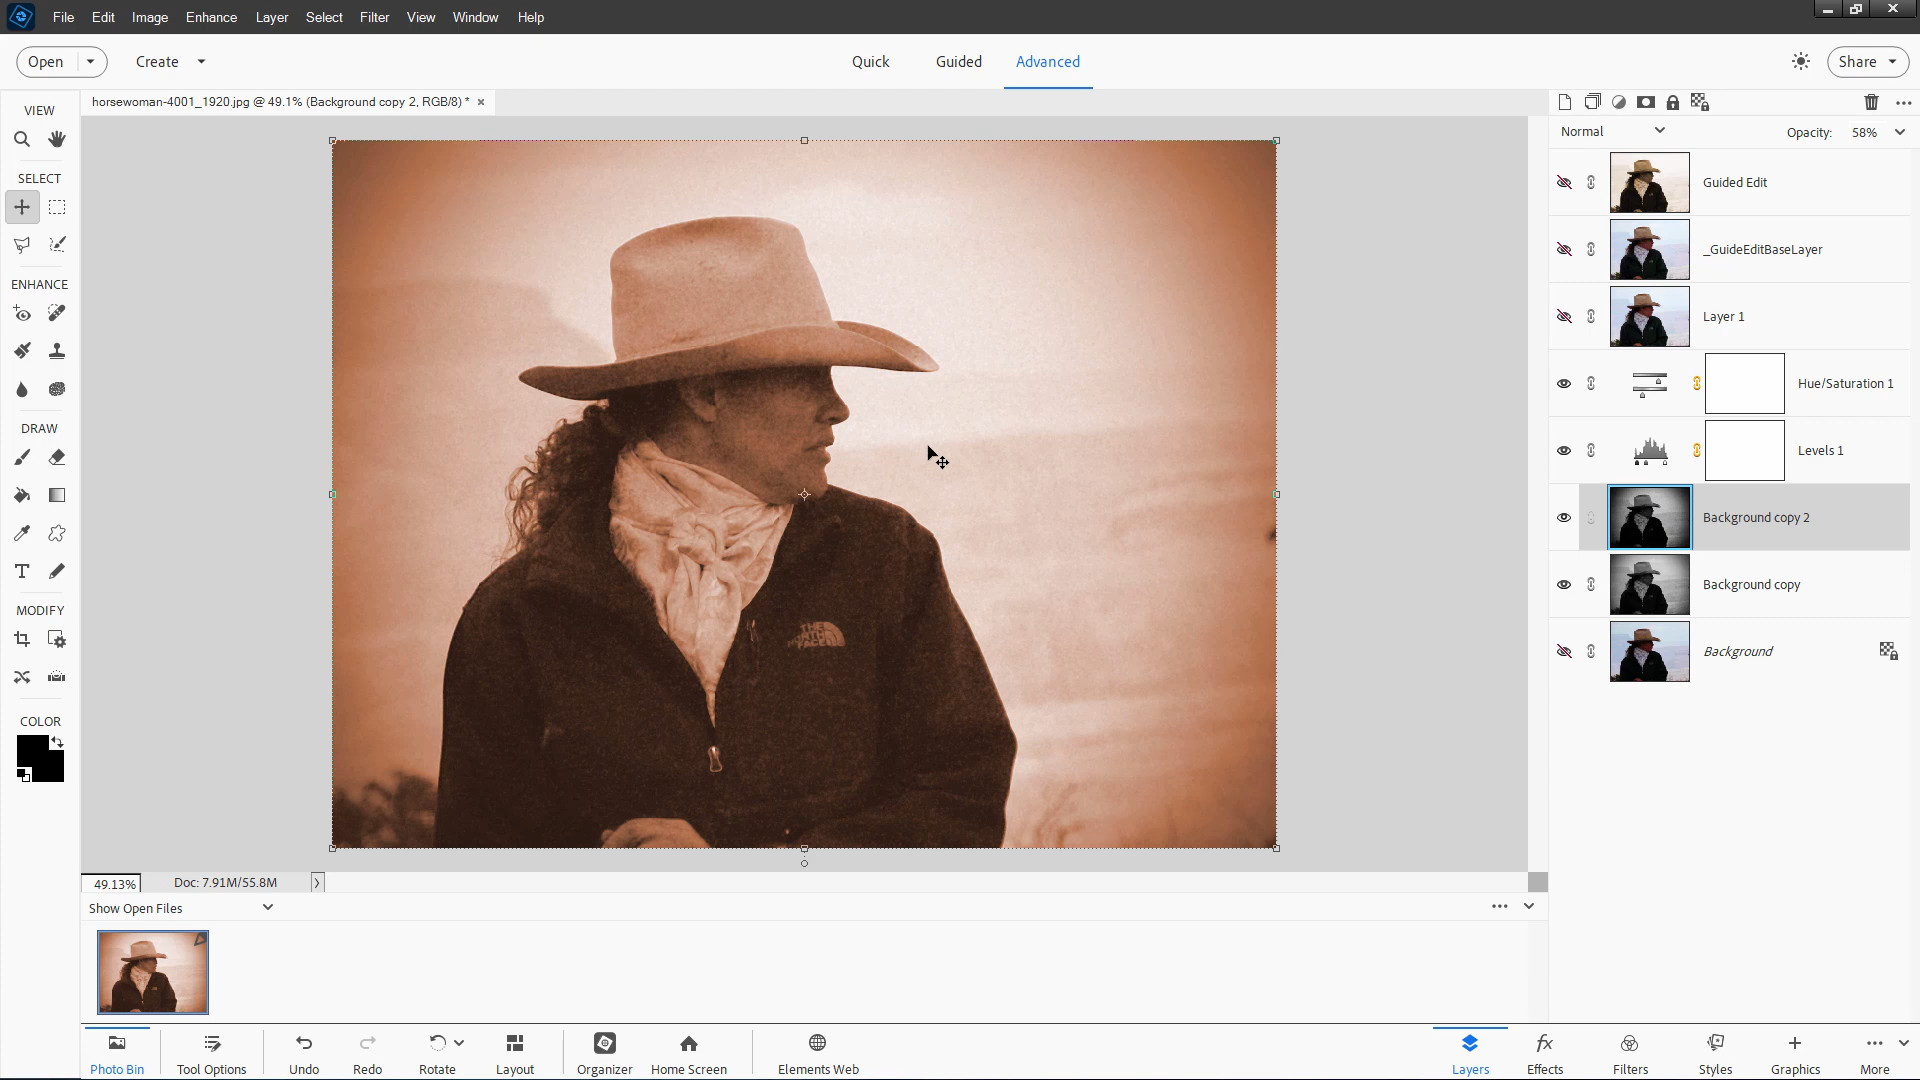 File Edit Image Enhance Layer Select Filter View Window Help
Open Create Quick Guided Advanced Share
VIEW
SELECT
ENHANCE
DRAW
MODIFY
COLOR
horsewoman-4001_1920.jpg @ 49.1% (Background copy 2, RGB/8) *
THE
NORTH
FACE
49.13% Doc: 7.91M/55.8M
Show Open Files
Normal Opacity: 58%
Guided Edit
_GuideEditBaseLayer
Layer 1
Hue/Saturation 1
Levels 1
Background copy 2
Background copy
Background
Photo Bin Tool Options Undo Redo Rotate Layout Organizer Home Screen Elements Web Layers Effects Filters Styles Graphics More